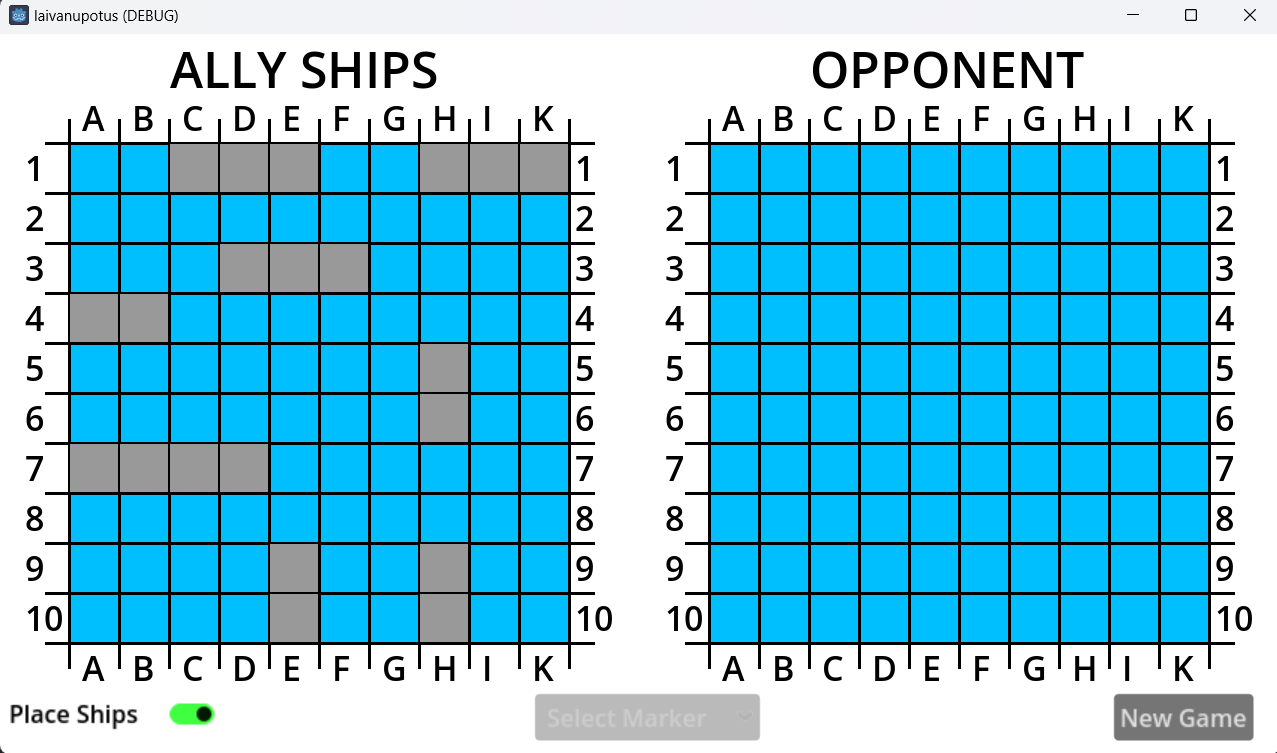 laivanupotus (DEBUG)
ALLY SHIPS OPPONENT
A B C D E F G H I K A B C D E F G H I K
1 1 1 1
2 2 2 2
3 3 3 3
4 4 4 4
5 5 5 5
6 6 6 6
7 7 7 7
8 8 8 8
9 9 9 9
10 10 10 10
A B C D E F G H I K A B C D E F G H I K
Place Ships Select Marker New Game